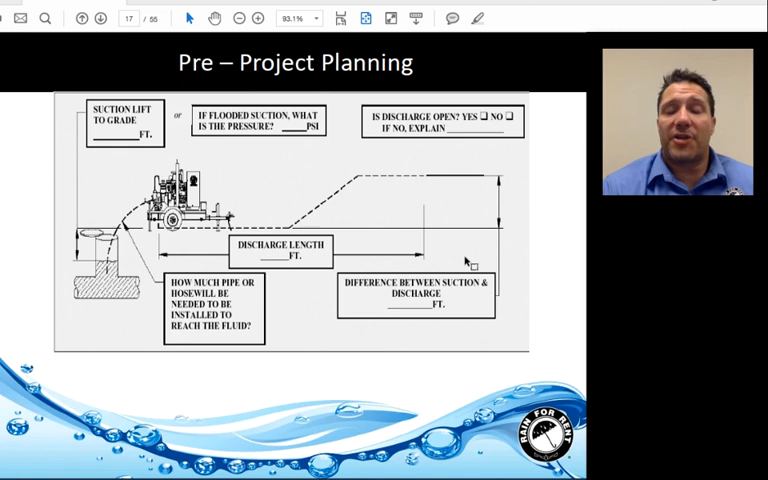 17 / 55
93.1%
Pre – Project Planning
SUCTION LIFT
TO GRADE
______FT.
or
IF FLOODED SUCTION, WHAT
IS THE PRESSURE? ____PSI
IS DISCHARGE OPEN? YES ☐ NO ☐
IF NO, EXPLAIN __________
DISCHARGE LENGTH
______FT.
HOW MUCH PIPE OR
HOSEWILL BE
NEEDED TO BE
INSTALLED TO
REACH THE FLUID?
DIFFERENCE BETWEEN SUCTION &
DISCHARGE
________FT.
RAIN FOR RENT